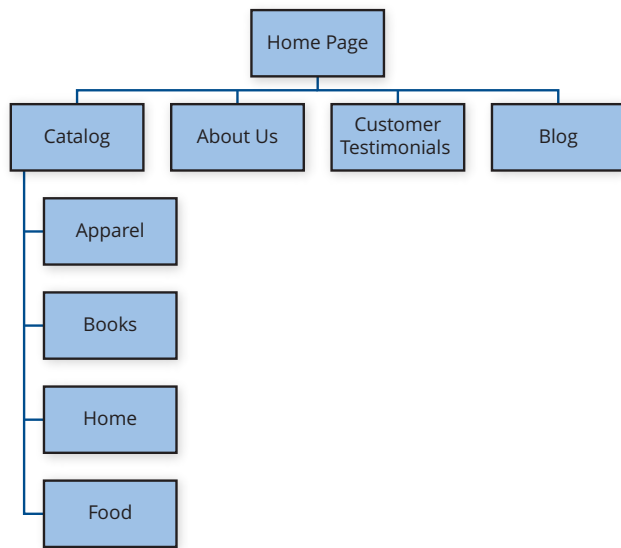 Home Page
Catalog
About Us
Customer
Testimonials
Blog
Apparel
Books
Home
Food